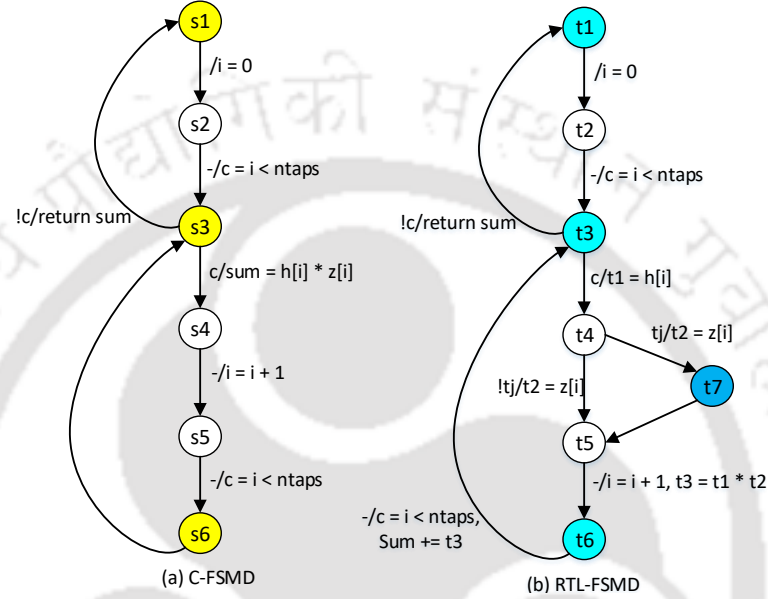 s1
/i = 0
s2
-/c = i < ntaps
!c/return sum
s3
c/sum = h[i] * z[i]
s4
-/i = i + 1
s5
-/c = i < ntaps
s6
(a) C-FSMD
t1
/i = 0
t2
-/c = i < ntaps
!c/return sum
t3
c/t1 = h[i]
t4
tj/t2 = z[i]
!tj/t2 = z[i]
t7
t5
-/i = i + 1, t3 = t1 * t2
-/c = i < ntaps,
Sum += t3
t6
(b) RTL-FSMD